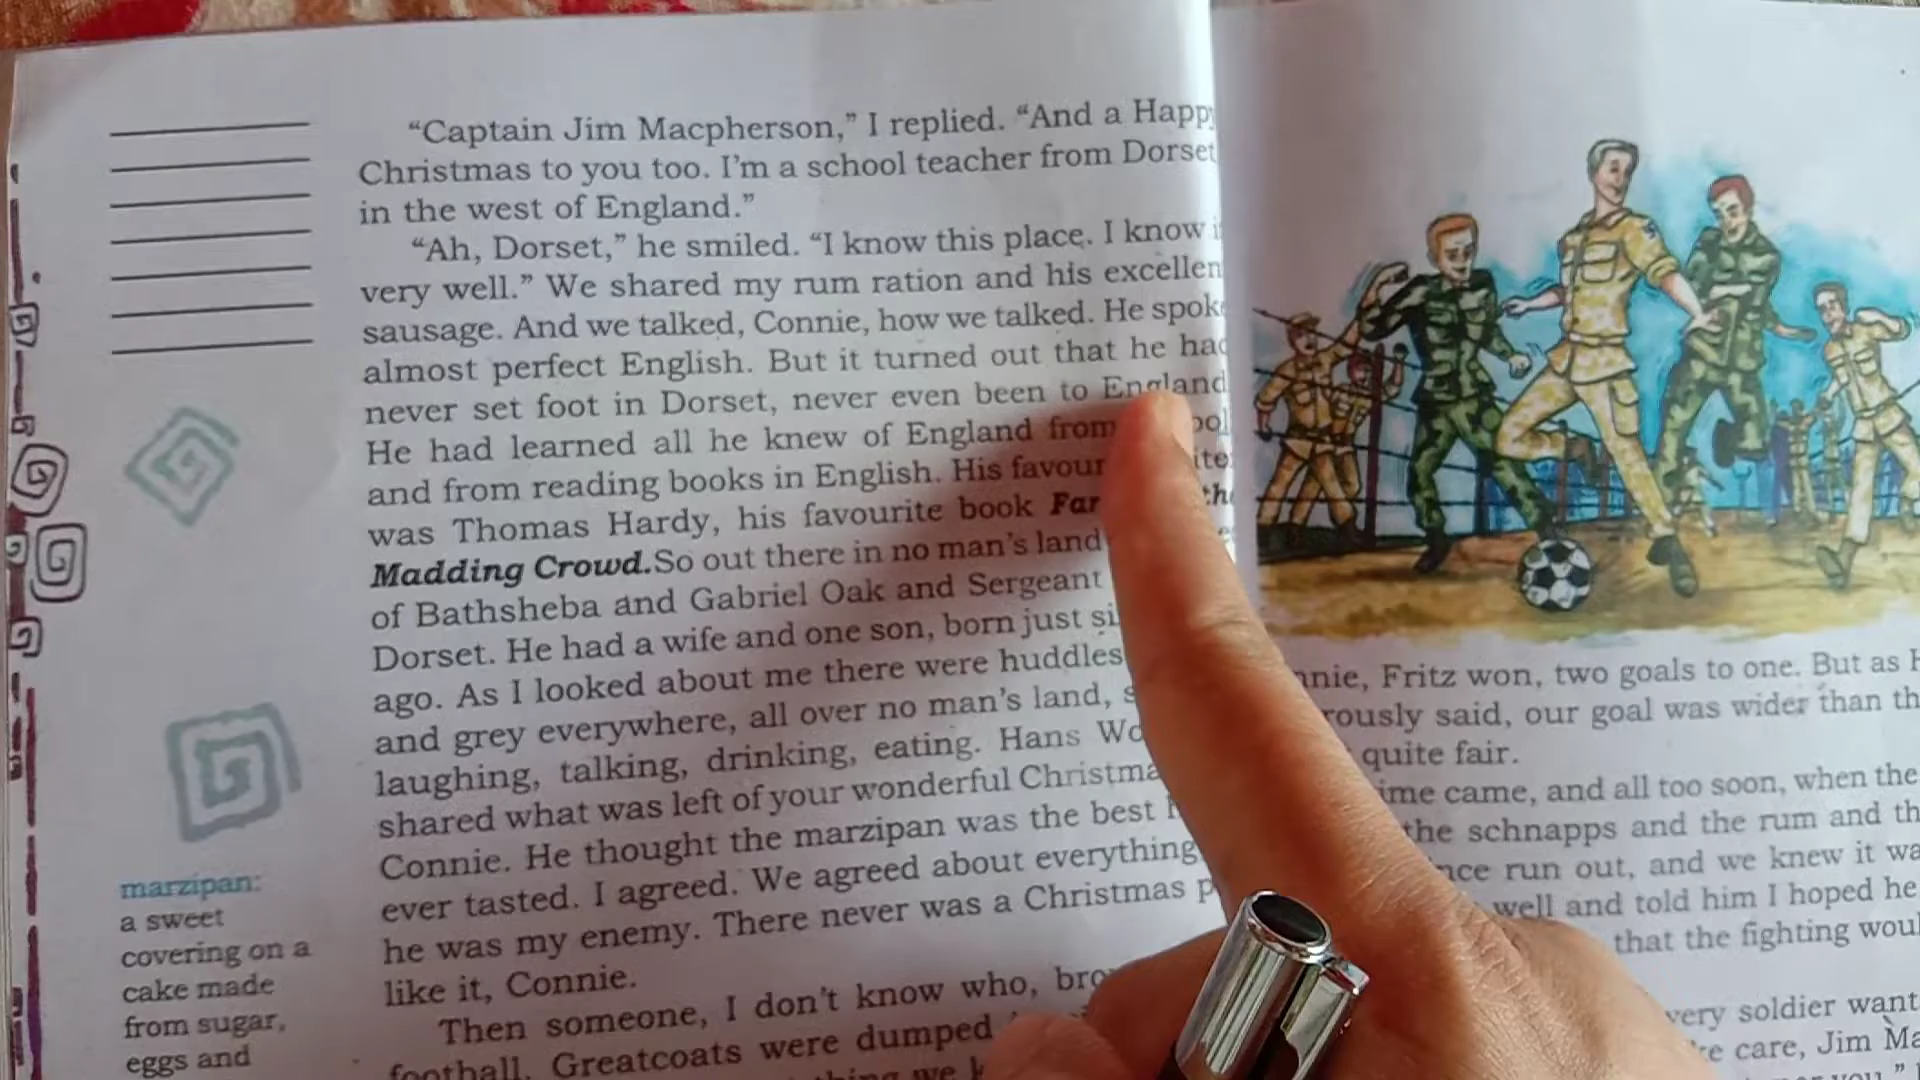 “Captain Jim Macpherson,” I replied. “And a Happ
Christmas to you too. I’m a school teacher from Dorset
in the west of England.”
“Ah, Dorset,” he smiled. “I know this place. I know
very well.” We shared my rum ration and his excellen
sausage. And we talked, Connie, how we talked. He spok
almost perfect English. But it turned out that he had
never set foot in Dorset, never even been to England
He had learned all he knew of England from
and from reading books in English. His favour
was Thomas Hardy, his favourite book Far
Madding Crowd.So out there in no man’s land
of Bathsheba and Gabriel Oak and Sergeant
Dorset. He had a wife and one son, born just si
ago. As I looked about me there were huddles
and grey everywhere, all over no man’s land, s
laughing, talking, drinking, eating. Hans Wo
shared what was left of your wonderful Christma
Connie. He thought the marzipan was the best
ever tasted. I agreed. We agreed about everything,
he was my enemy. There never was a Christmas p
like it, Connie.
Then someone, I don’t know who, bro
football. Greatcoats were dumped
marzipan:
a sweet
covering on a
cake made
from sugar,
eggs and
nnie, Fritz won, two goals to one. But as H
rously said, our goal was wider than th
quite fair.
ime came, and all too soon, when the
the schnapps and the rum and th
nce run out, and we knew it wa
well and told him I hoped he
that the fighting woul
very soldier want
care, Jim Ma